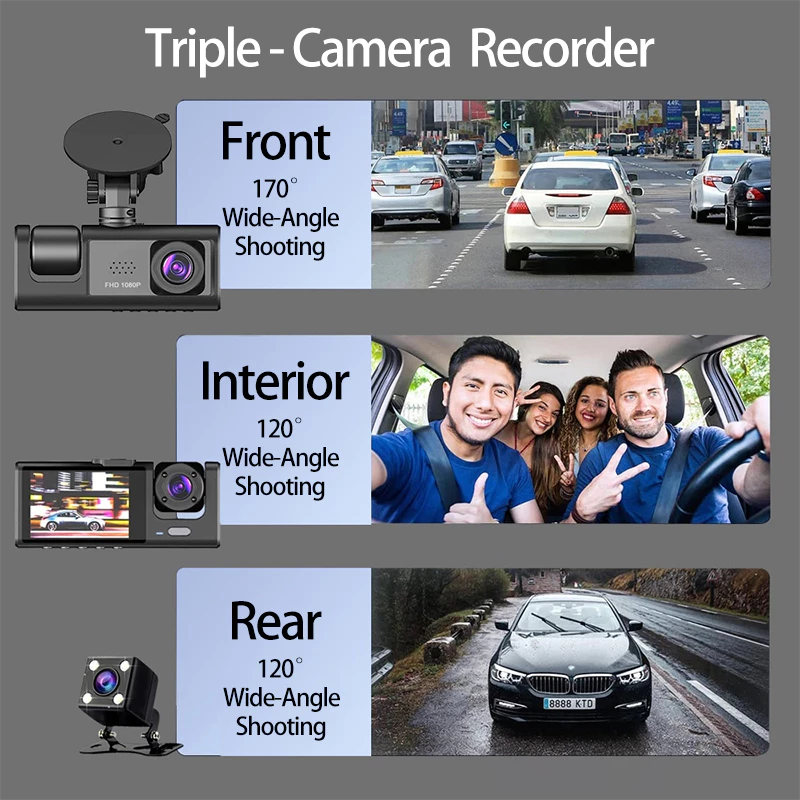 Triple - Camera Recorder
Front
170°
Wide-Angle
Shooting
FHD 1080P
Interior
120°
Wide-Angle
Shooting
Rear
120°
Wide-Angle
Shooting
8888 KTD